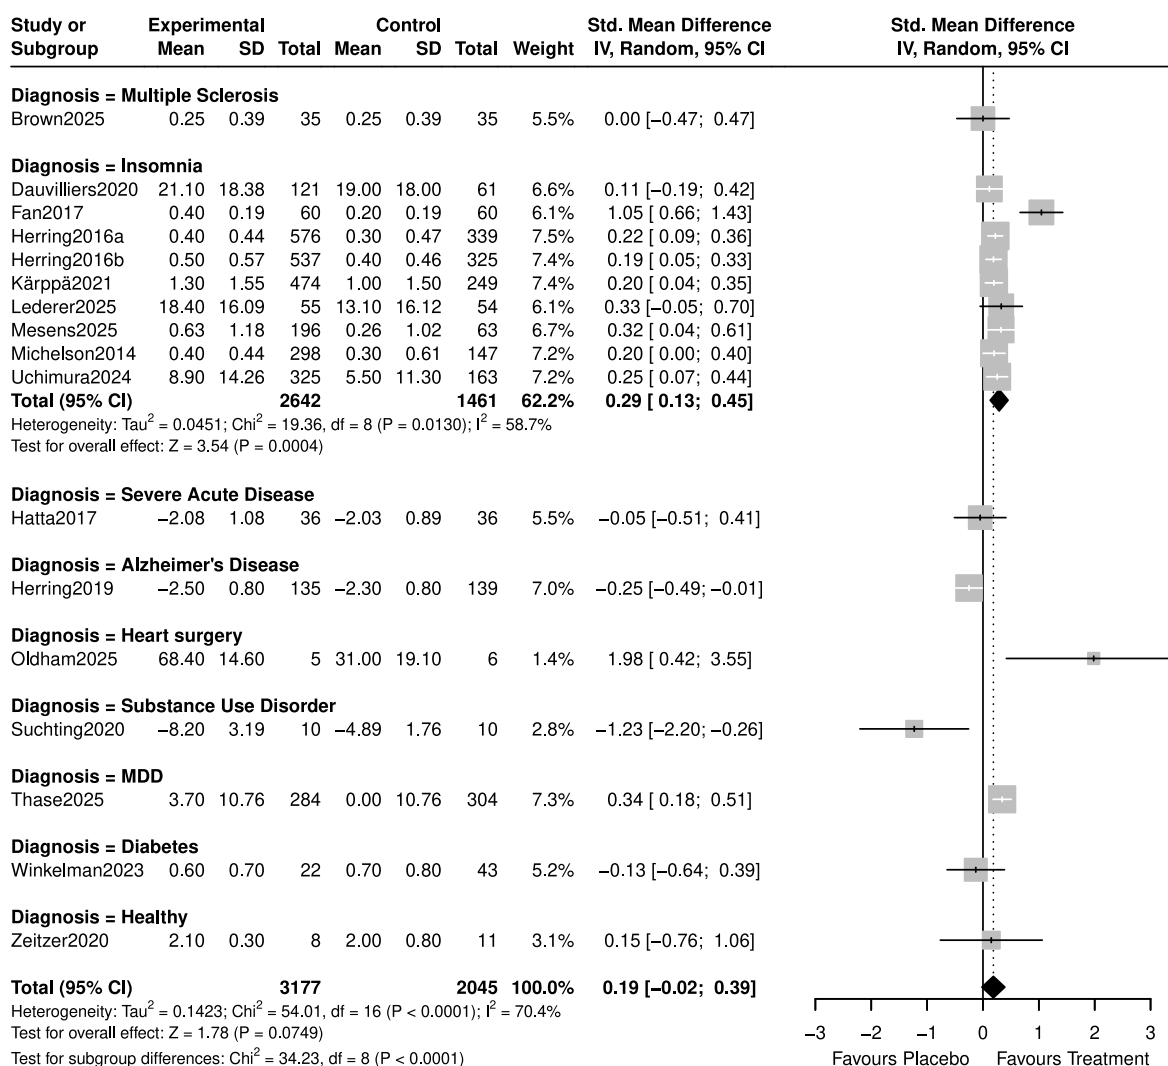 Study or Experimental Control Std. Mean Difference Std. Mean Difference
Subgroup Mean SD Total Mean SD Total Weight IV, Random, 95% CI IV, Random, 95% CI
Diagnosis = Multiple Sclerosis
Brown2025 0.25 0.39 35 0.25 0.39 35 5.5% 0.00 [−0.47; 0.47]
Diagnosis = Insomnia
Dauvilliers2020 21.10 18.38 121 19.00 18.00 61 6.6% 0.11 [−0.19; 0.42]
Fan2017 0.40 0.19 60 0.20 0.19 60 6.1% 1.05 [ 0.66; 1.43]
Herring2016a 0.40 0.44 576 0.30 0.47 339 7.5% 0.22 [ 0.09; 0.36]
Herring2016b 0.50 0.57 537 0.40 0.46 325 7.4% 0.19 [ 0.05; 0.33]
Kärppä2021 1.30 1.55 474 1.00 1.50 249 7.4% 0.20 [ 0.04; 0.35]
Lederer2025 18.40 16.09 55 13.10 16.12 54 6.1% 0.33 [−0.05; 0.70]
Mesens2025 0.63 1.18 196 0.26 1.02 63 6.7% 0.32 [ 0.04; 0.61]
Michelson2014 0.40 0.44 298 0.30 0.61 147 7.2% 0.20 [ 0.00; 0.40]
Uchimura2024 8.90 14.26 325 5.50 11.30 163 7.2% 0.25 [ 0.07; 0.44]
Total (95% CI) 2642 1461 62.2% 0.29 [ 0.13; 0.45]
Heterogeneity: Tau² = 0.0451; Chi² = 19.36, df = 8 (P = 0.0130); I² = 58.7%
Test for overall effect: Z = 3.54 (P = 0.0004)
Diagnosis = Severe Acute Disease
Hatta2017 −2.08 1.08 36 −2.03 0.89 36 5.5% −0.05 [−0.51; 0.41]
Diagnosis = Alzheimer's Disease
Herring2019 −2.50 0.80 135 −2.30 0.80 139 7.0% −0.25 [−0.49; −0.01]
Diagnosis = Heart surgery
Oldham2025 68.40 14.60 5 31.00 19.10 6 1.4% 1.98 [ 0.42; 3.55]
Diagnosis = Substance Use Disorder
Suchting2020 −8.20 3.19 10 −4.89 1.76 10 2.8% −1.23 [−2.20; −0.26]
Diagnosis = MDD
Thase2025 3.70 10.76 284 0.00 10.76 304 7.3% 0.34 [ 0.18; 0.51]
Diagnosis = Diabetes
Winkelman2023 0.60 0.70 22 0.70 0.80 43 5.2% −0.13 [−0.64; 0.39]
Diagnosis = Healthy
Zeitzer2020 2.10 0.30 8 2.00 0.80 11 3.1% 0.15 [−0.76; 1.06]
Total (95% CI) 3177 2045 100.0% 0.19 [−0.02; 0.39]
Heterogeneity: Tau² = 0.1423; Chi² = 54.01, df = 16 (P < 0.0001); I² = 70.4%
Test for overall effect: Z = 1.78 (P = 0.0749)
Test for subgroup differences: Chi² = 34.23, df = 8 (P < 0.0001)
−3 −2 −1 0 1 2 3
Favours Placebo Favours Treatment